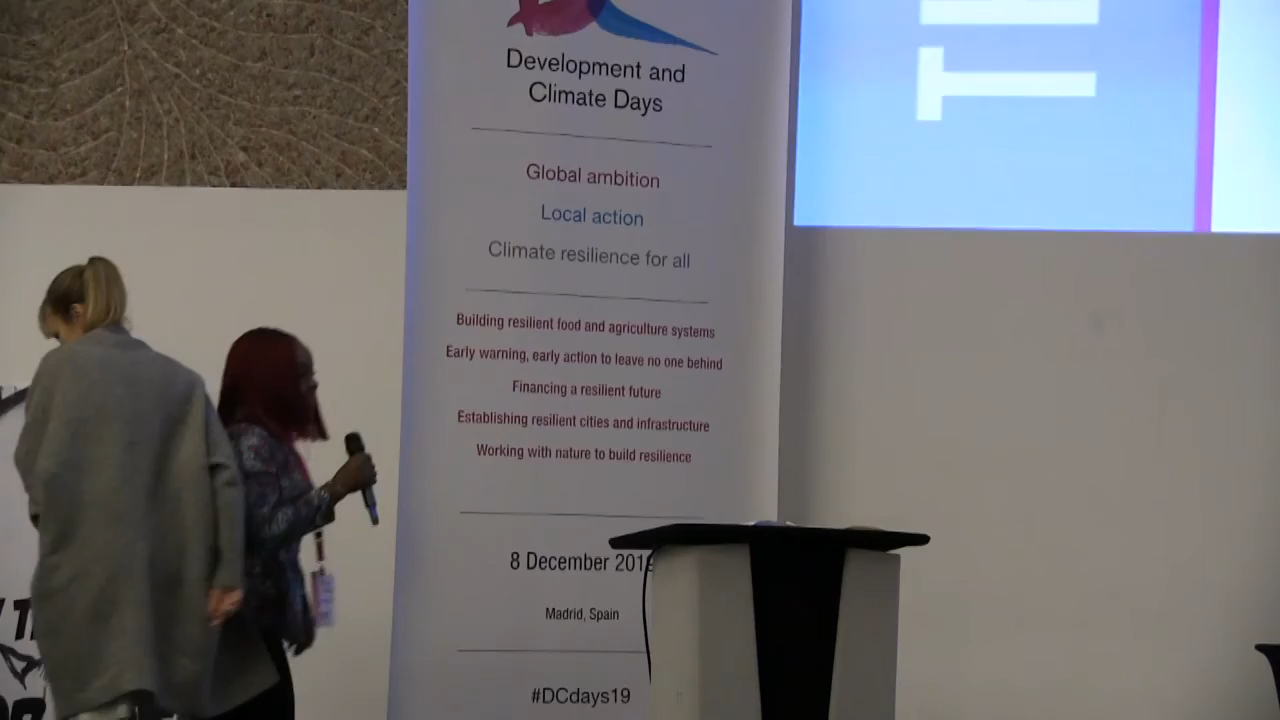 Development and
Climate Days
Global ambition
Local action
Climate resilience for all
Building resilient food and agriculture systems
Early warning, early action to leave no one behind
Financing a resilient future
Establishing resilient cities and infrastructure
Working with nature to build resilience
8 December 2019
Madrid, Spain
#DCdays19